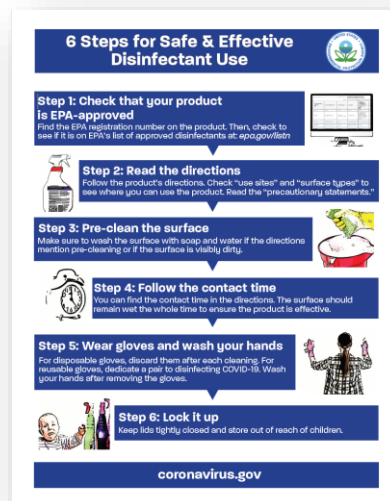 6 Steps for Safe & Effective
Disinfectant Use
Step 1: Check that your product
is EPA-approved
Find the EPA registration number on the product. Then, check to
see if it is on EPA's list of approved disinfectants at: epa.gov/listn
Step 2: Read the directions
Follow the product's directions. Check "use sites" and "surface types" to
see where you can use the product. Read the "precautionary statements."
Step 3: Pre-clean the surface
Make sure to wash the surface with soap and water if the directions
mention pre-cleaning or if the surface is visibly dirty.
Step 4: Follow the contact time
You can find the contact time in the directions. The surface should
remain wet the whole time to ensure the product is effective.
Step 5: Wear gloves and wash your hands
For disposable gloves, discard them after each cleaning. For
reusable gloves, dedicate a pair to disinfecting COVID-19. Wash
your hands after removing the gloves.
Step 6: Lock it up
Keep lids tightly closed and store out of reach of children.
coronavirus.gov